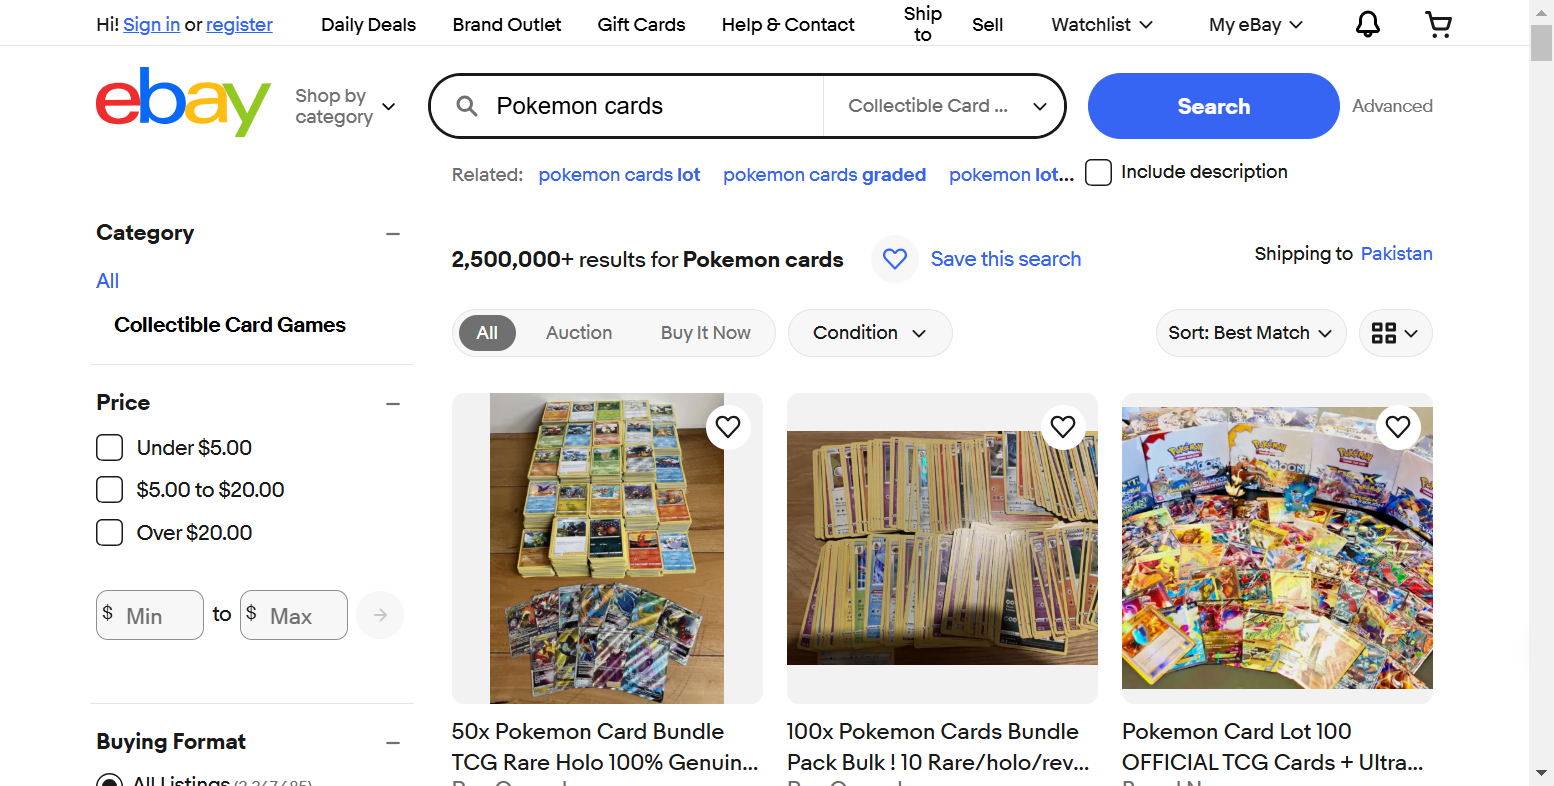 Hi! Sign in or register
Daily Deals
Brand Outlet
Gift Cards
Help & Contact
Ship to
Sell
Watchlist
My eBay
ebay
Shop by category
Pokemon cards
Collectible Card ...
Search
Advanced
Related: pokemon cards lot pokemon cards graded pokemon lot...
Include description
Category
All
Collectible Card Games
Price
Under $5.00
$5.00 to $20.00
Over $20.00
$ Min to $ Max
Buying Format
All Listings
2,500,000+ results for Pokemon cards
Save this search
Shipping to Pakistan
All
Auction
Buy It Now
Condition
Sort: Best Match
50x Pokemon Card Bundle
TCG Rare Holo 100% Genuin...
100x Pokemon Cards Bundle
Pack Bulk ! 10 Rare/holo/rev...
Pokemon Card Lot 100
OFFICIAL TCG Cards + Ultra...